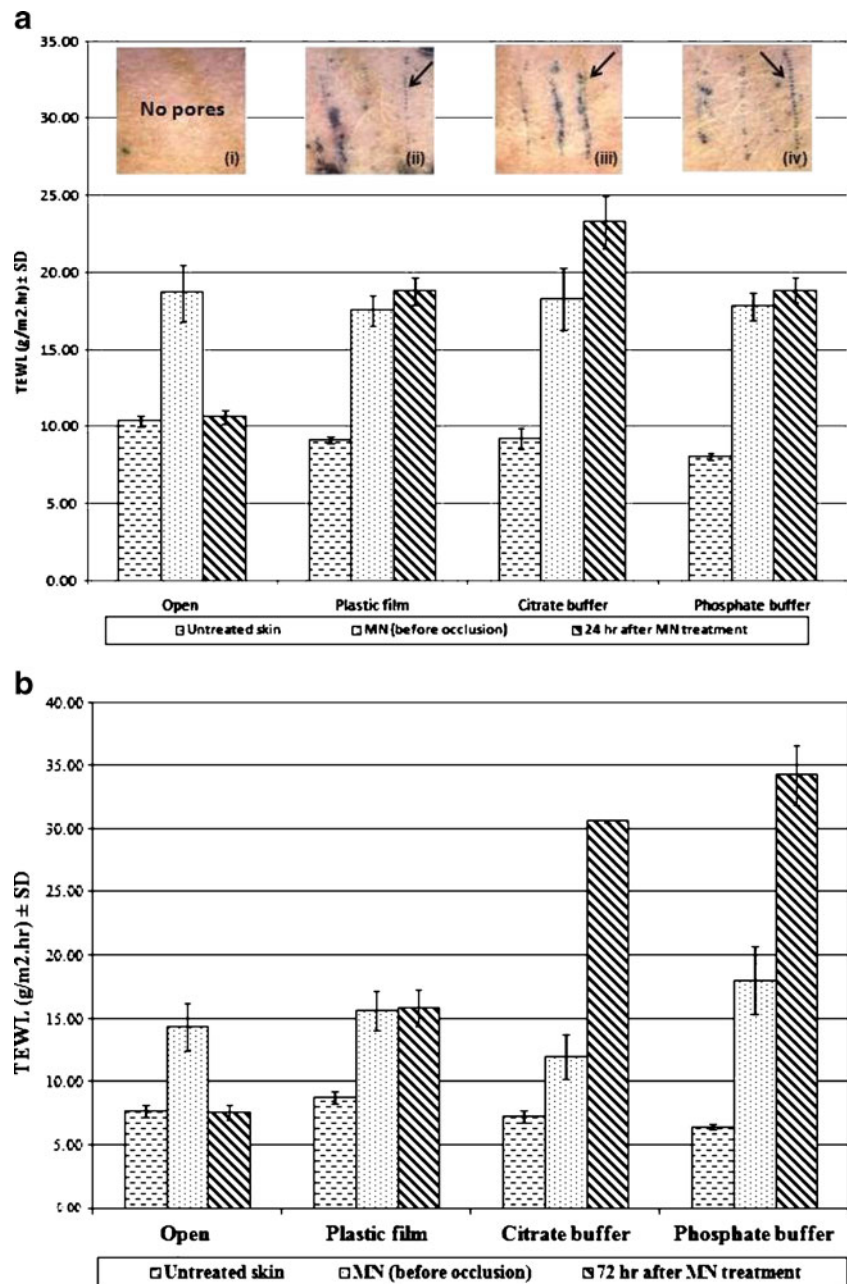 a
35.00
30.00
25.00
20.00
15.00
10.00
5.00
0.00
TEWL (g/m2.hr) ± SD
No pores
(i)
(ii)
(iii)
(iv)
Open
Plastic film
Citrate buffer
Phosphate buffer
Untreated skin
MN (before occlusion)
24 hr after MN treatment
b
40.00
35.00
30.00
25.00
20.00
15.00
10.00
5.00
0.00
TEWL (g/m2.hr) ± SD
Open
Plastic film
Citrate buffer
Phosphate buffer
Untreated skin
MN (before occlusion)
72 hr after MN treatment